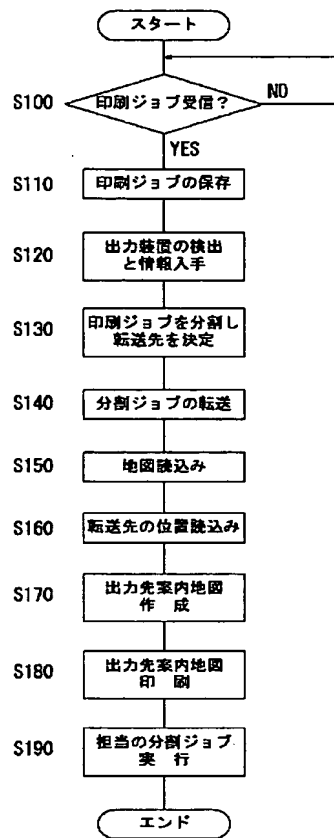 スタート
S100
印刷ジョブ受信?
NO
YES
S110
印刷ジョブの保存
S120
出力装置の検出
と情報入手
S130
印刷ジョブを分割し
転送先を決定
S140
分割ジョブの転送
S150
地図読込み
S160
転送先の位置読込み
S170
出力先案内地図
作 成
S180
出力先案内地図
印 刷
S190
担当の分割ジョブ
実 行
エンド